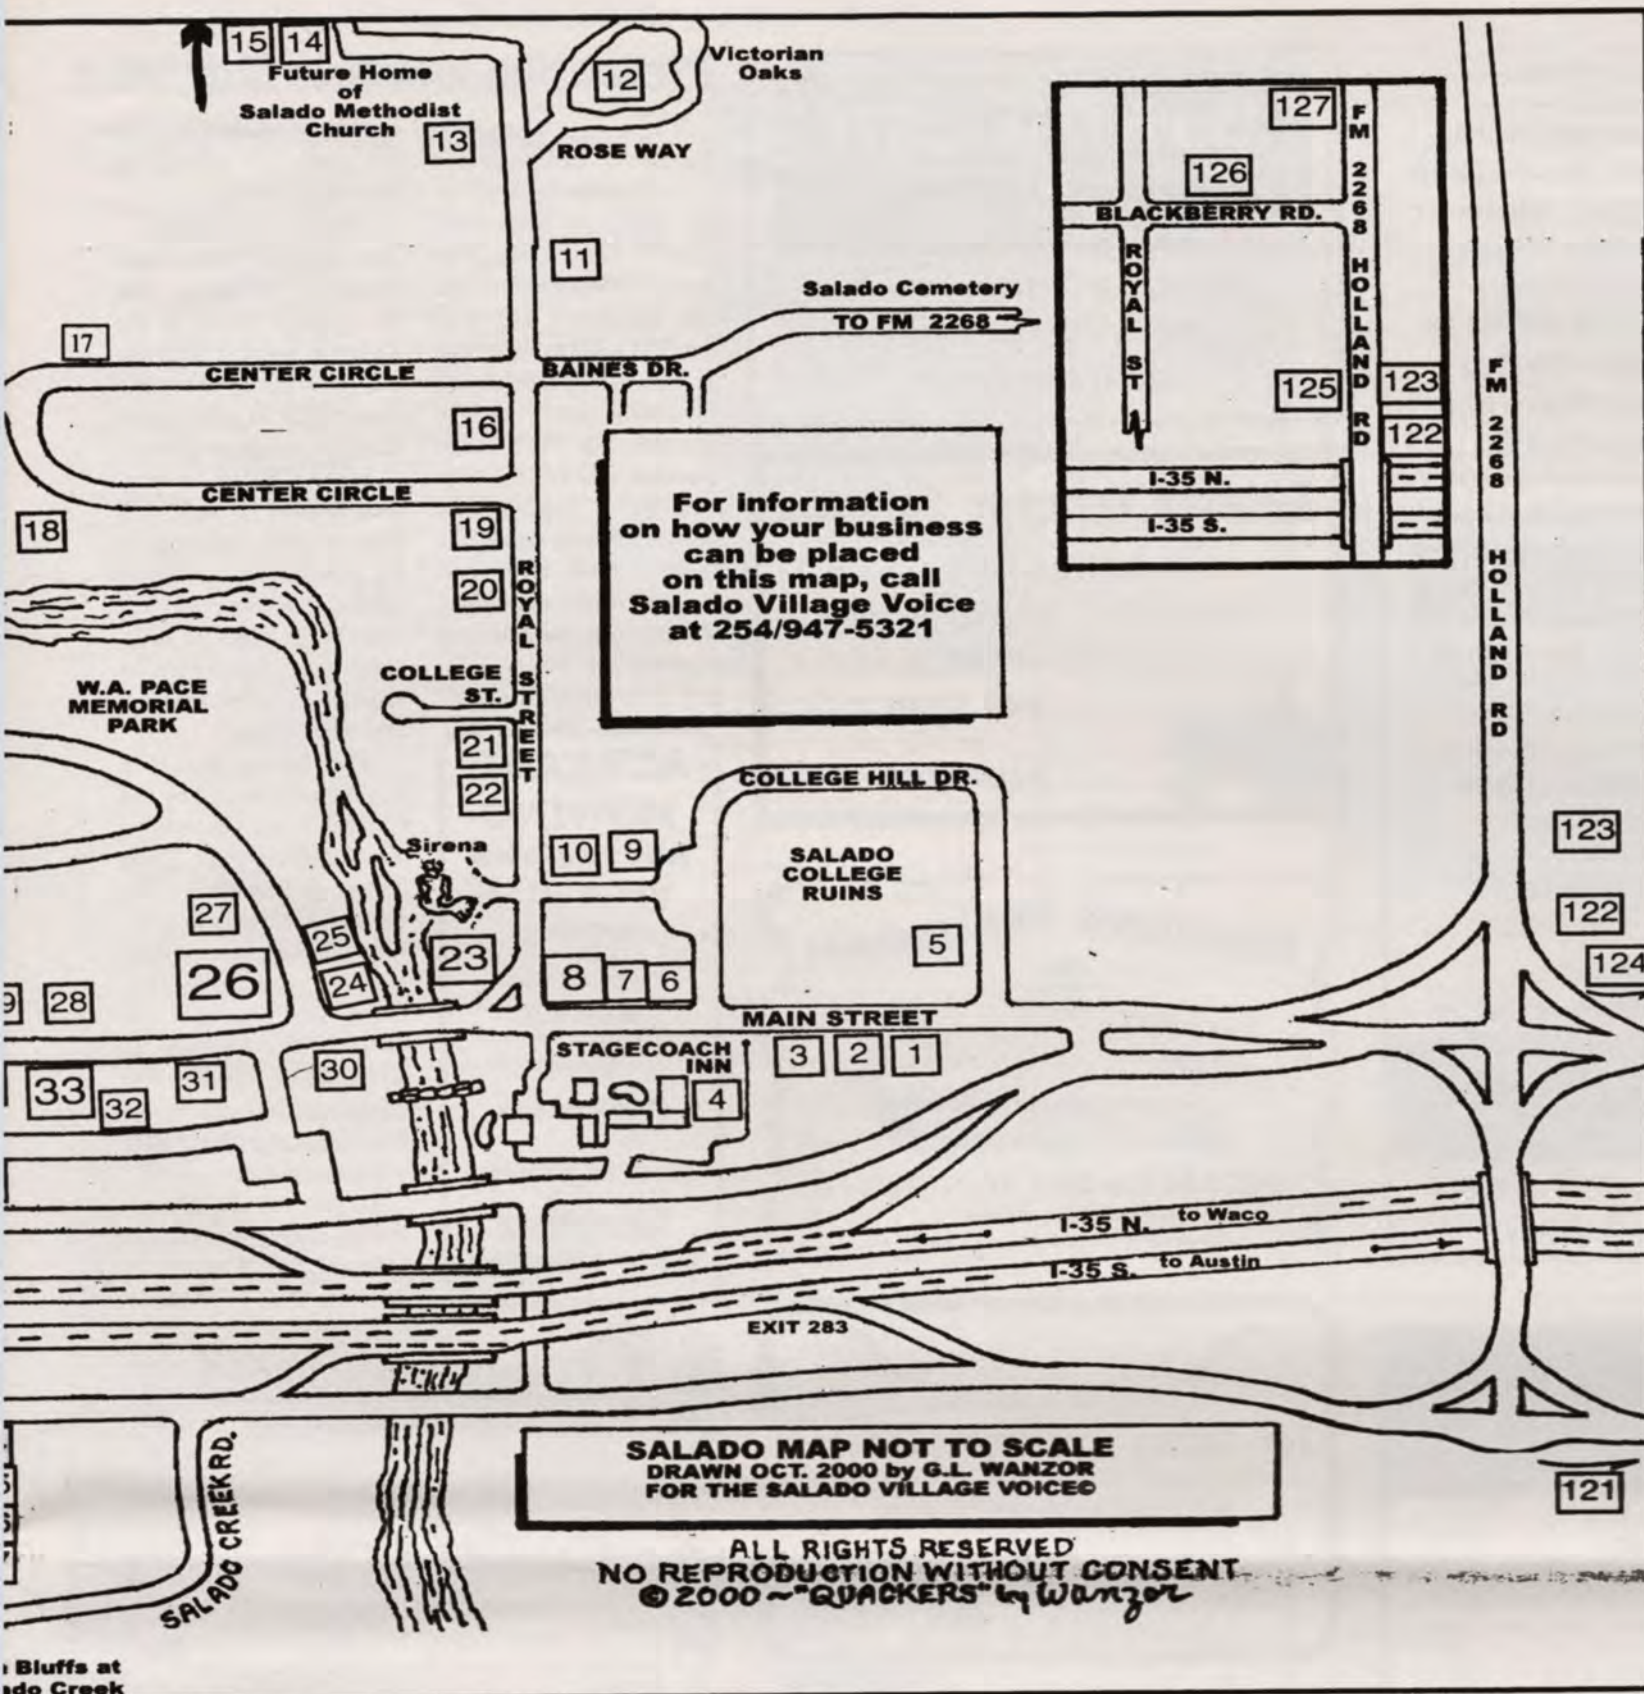 15
14
Future Home
of
Salado Methodist
Church
13
12
Victorian
Oaks
ROSE WAY
11
Salado Cemetery
TO FM 2268
17
CENTER CIRCLE
BAINES DR.
16
CENTER CIRCLE
18
19
20
ROYAL STREET
COLLEGE
ST.
21
22
W.A. PACE
MEMORIAL
PARK
For information
on how your business
can be placed
on this map, call
Salado Village Voice
at 254/947-5321
127
126
BLACKBERRY RD.
FM 2268 HOLLAND RD
ROYAL ST
125
123
122
I-35 N.
I-35 S.
FM 2268 HOLLAND RD
COLLEGE HILL DR.
SALADO
COLLEGE
RUINS
5
Sirena
10
9
27
25
24
23
26
28
9
8
7
6
123
122
124
MAIN STREET
STAGECOACH
INN
3
2
1
4
30
31
33
32
I-35 N.
to Waco
I-35 S.
to Austin
EXIT 283
SALADO CREEK RD.
SALADO MAP NOT TO SCALE
DRAWN OCT. 2000 by G.L. WANZOR
FOR THE SALADO VILLAGE VOICE©
121
ALL RIGHTS RESERVED
NO REPRODUCTION WITHOUT CONSENT
© 2000 ~ "QUACKERS" by Wanzor
Bluffs at
ado Creek